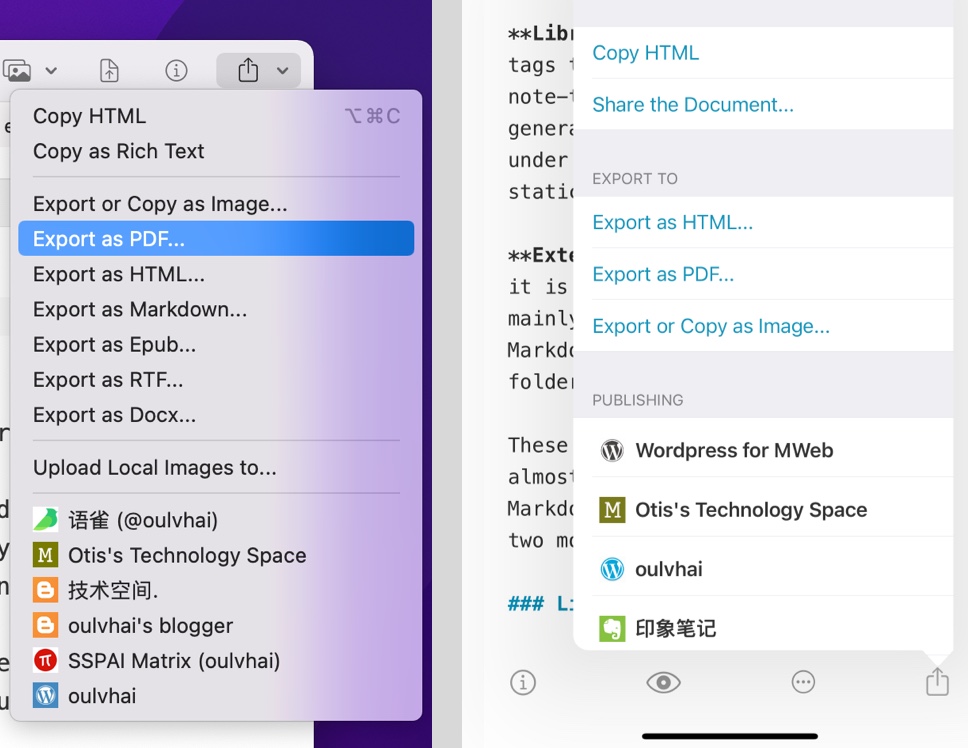 Copy HTML ⌥⌘C
Copy as Rich Text
Export or Copy as Image...
Export as PDF...
Export as HTML...
Export as Markdown...
Export as Epub...
Export as RTF...
Export as Docx...
Upload Local Images to...
语雀 (@oulvhai)
M Otis's Technology Space
技术空间.
oulvhai's blogger
SSPAI Matrix (oulvhai)
oulvhai
**Libr
tags
note-
genera
under
stati
**Exte
it is
mainly
Markdo
folder
These
almost
Markdo
two mo
### Li
Copy HTML
Share the Document...
EXPORT TO
Export as HTML...
Export as PDF...
Export or Copy as Image...
PUBLISHING
Wordpress for MWeb
M Otis's Technology Space
oulvhai
印象笔记